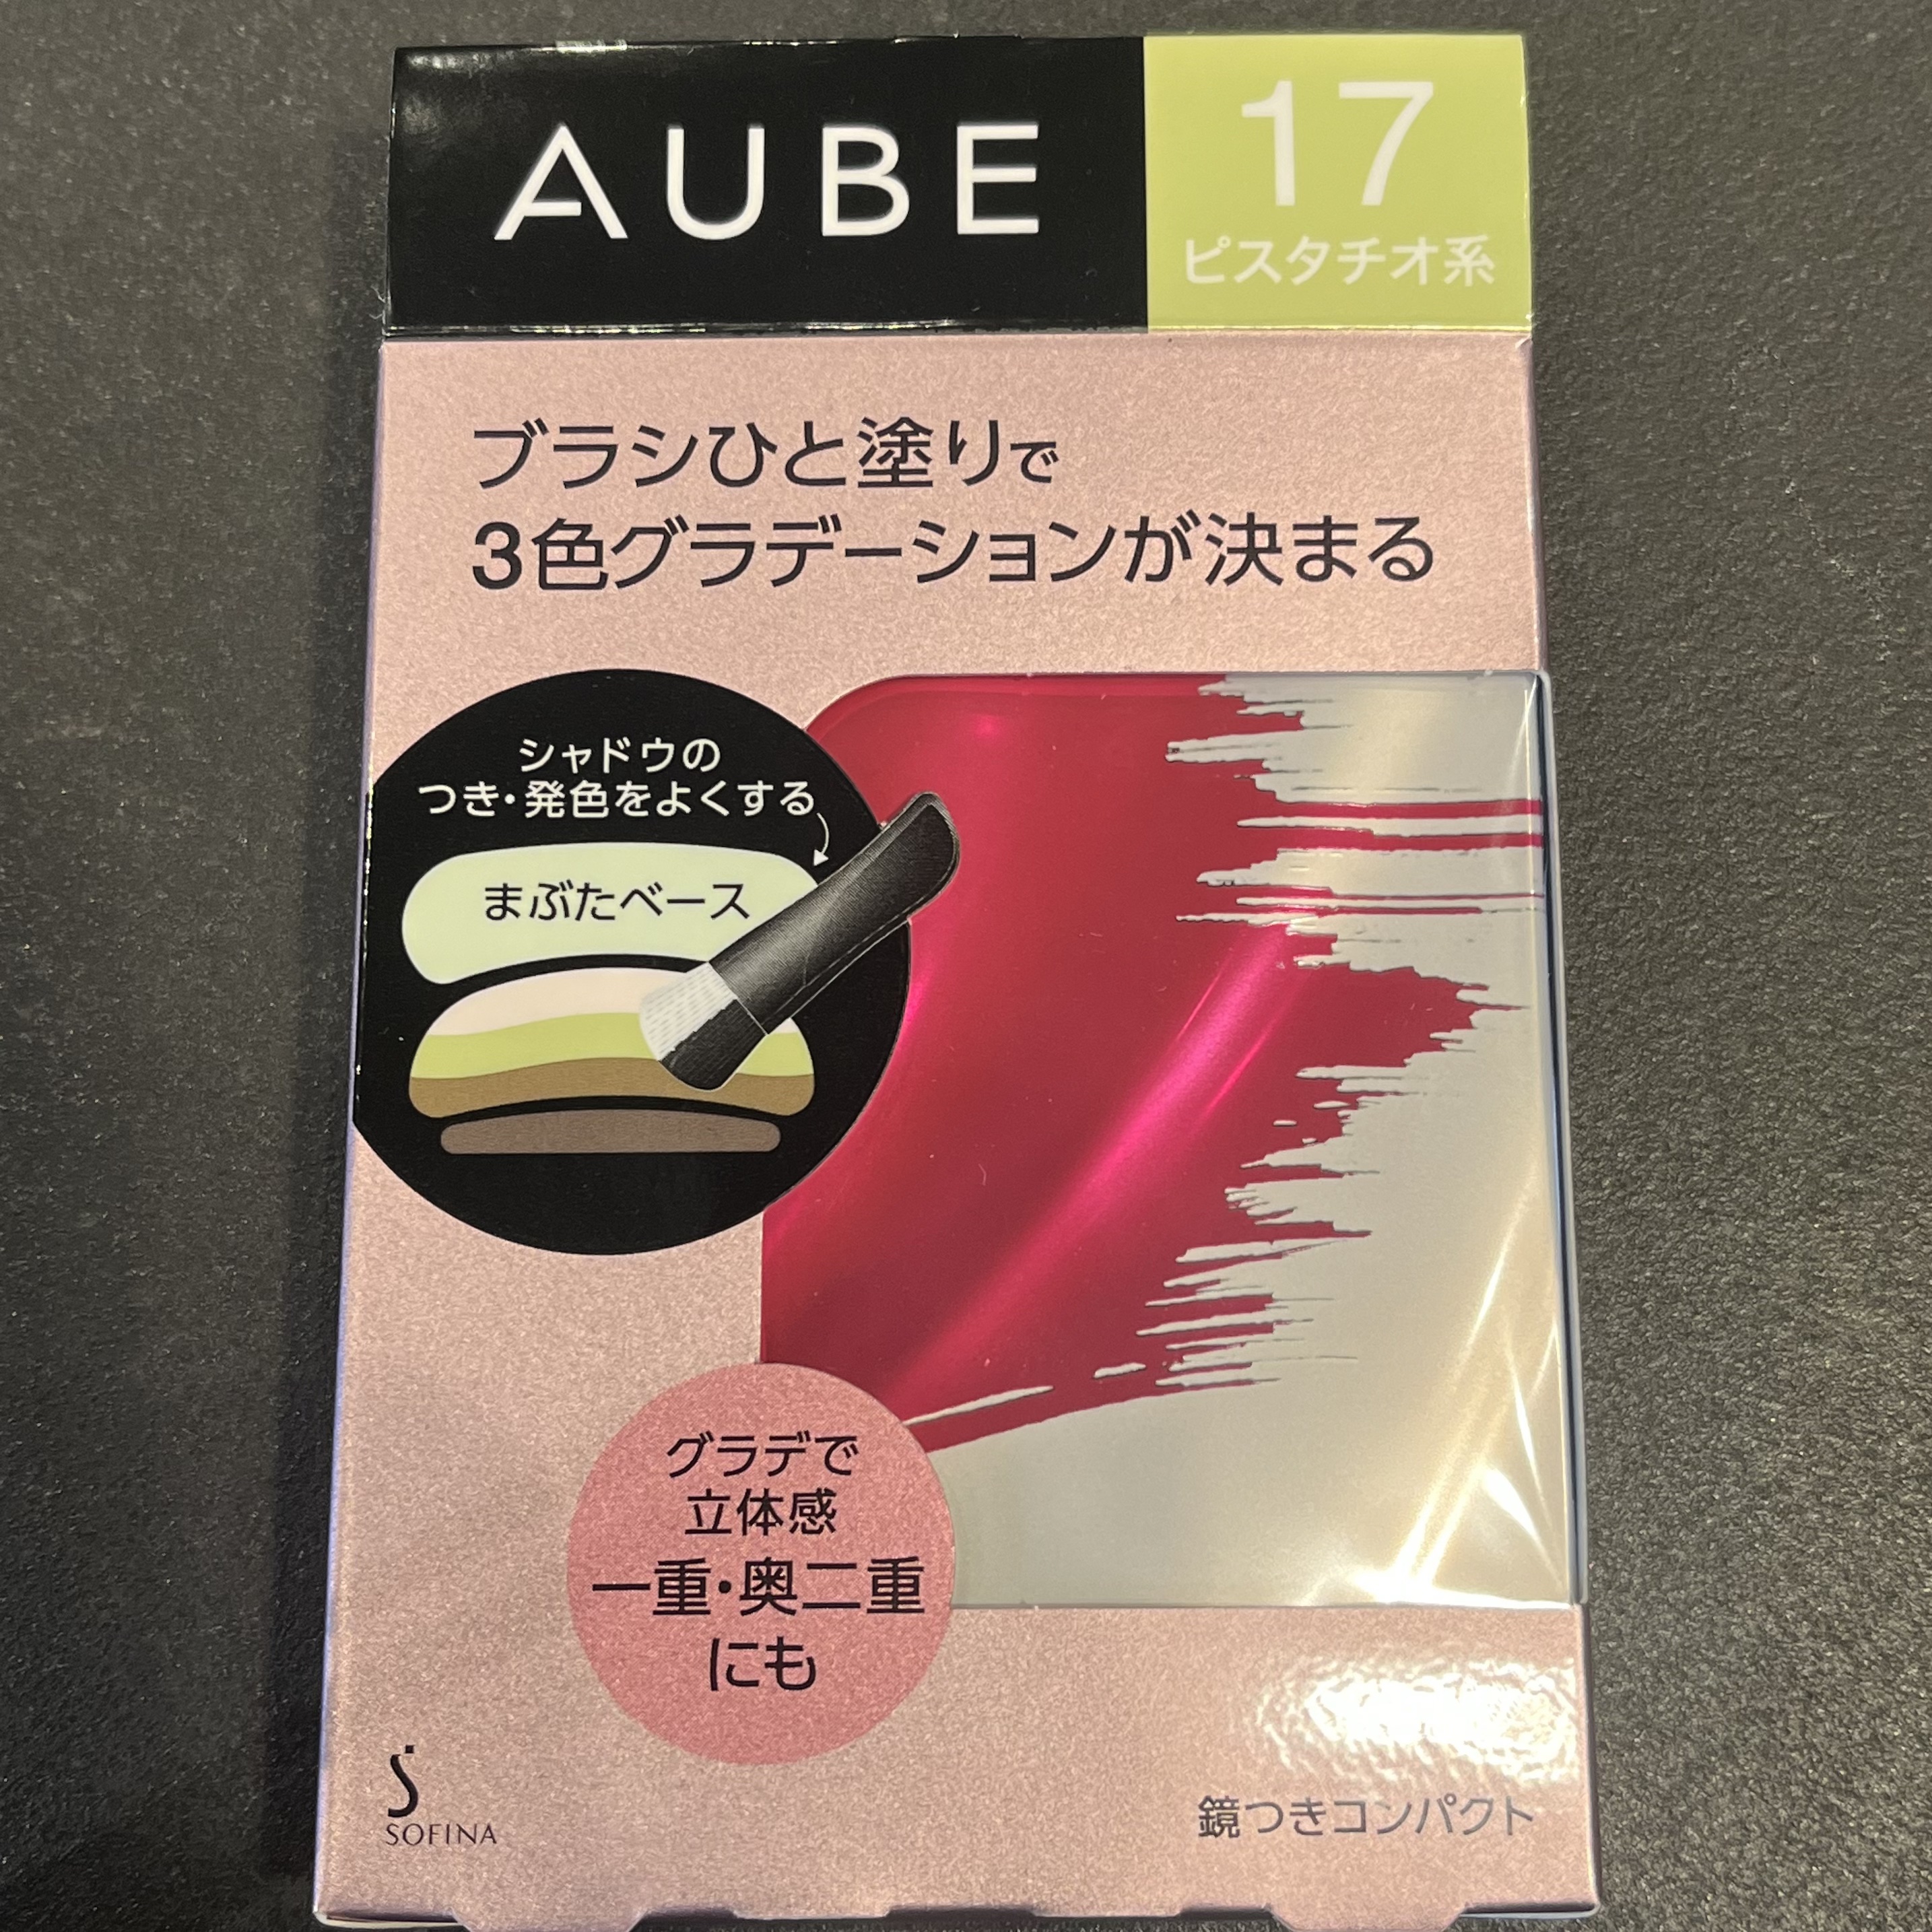 AUBE
17
ピスタチオ系
ブラシひと塗りで
3色グラデーションが決まる
シャドウの
つき・発色をよくする
まぶたベース
グラデで
立体感
一重・奥二重
にも
SOFINA
鏡つきコンパクト